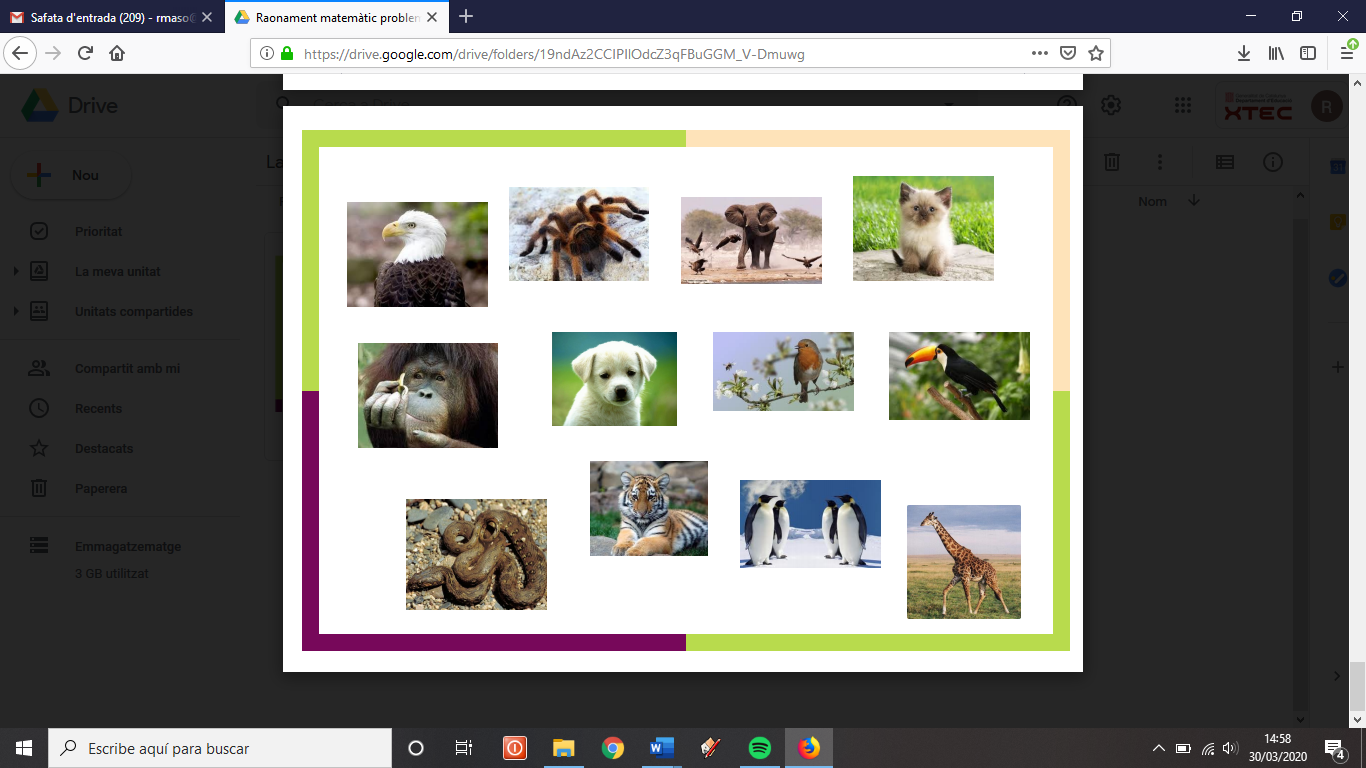 Safata d'entrada (209) - rmaso
Raonament matemàtic problem
https://drive.google.com/drive/folders/19ndAz2CCIPIlOdcZ3qFBuGGM_V-Dmuwg
Drive
XTEC
R
Nou
Nom
Prioritat
La meva unitat
Unitats compartides
Compartit amb mi
Recents
Destacats
Paperera
Emmagatzematge
3 GB utilitzat
Escribe aquí para buscar
14:58
30/03/2020
4